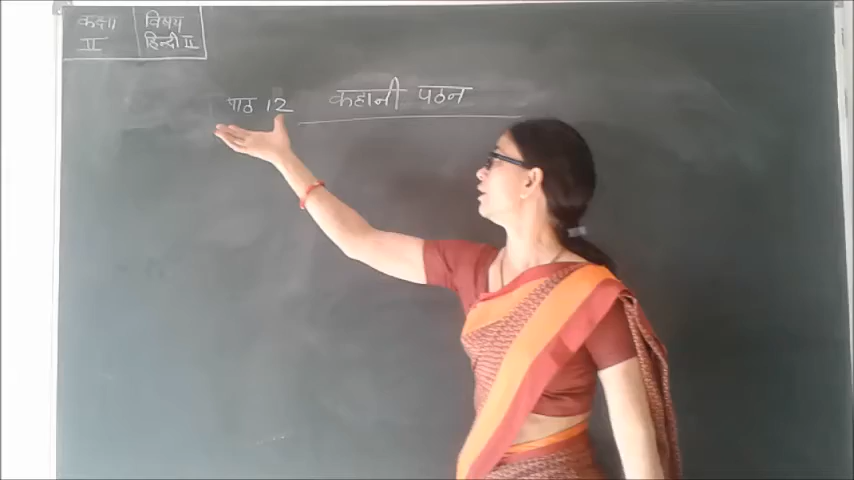 कक्षा विषय
II हिन्दी II
पाठ 12 कहानी पठन